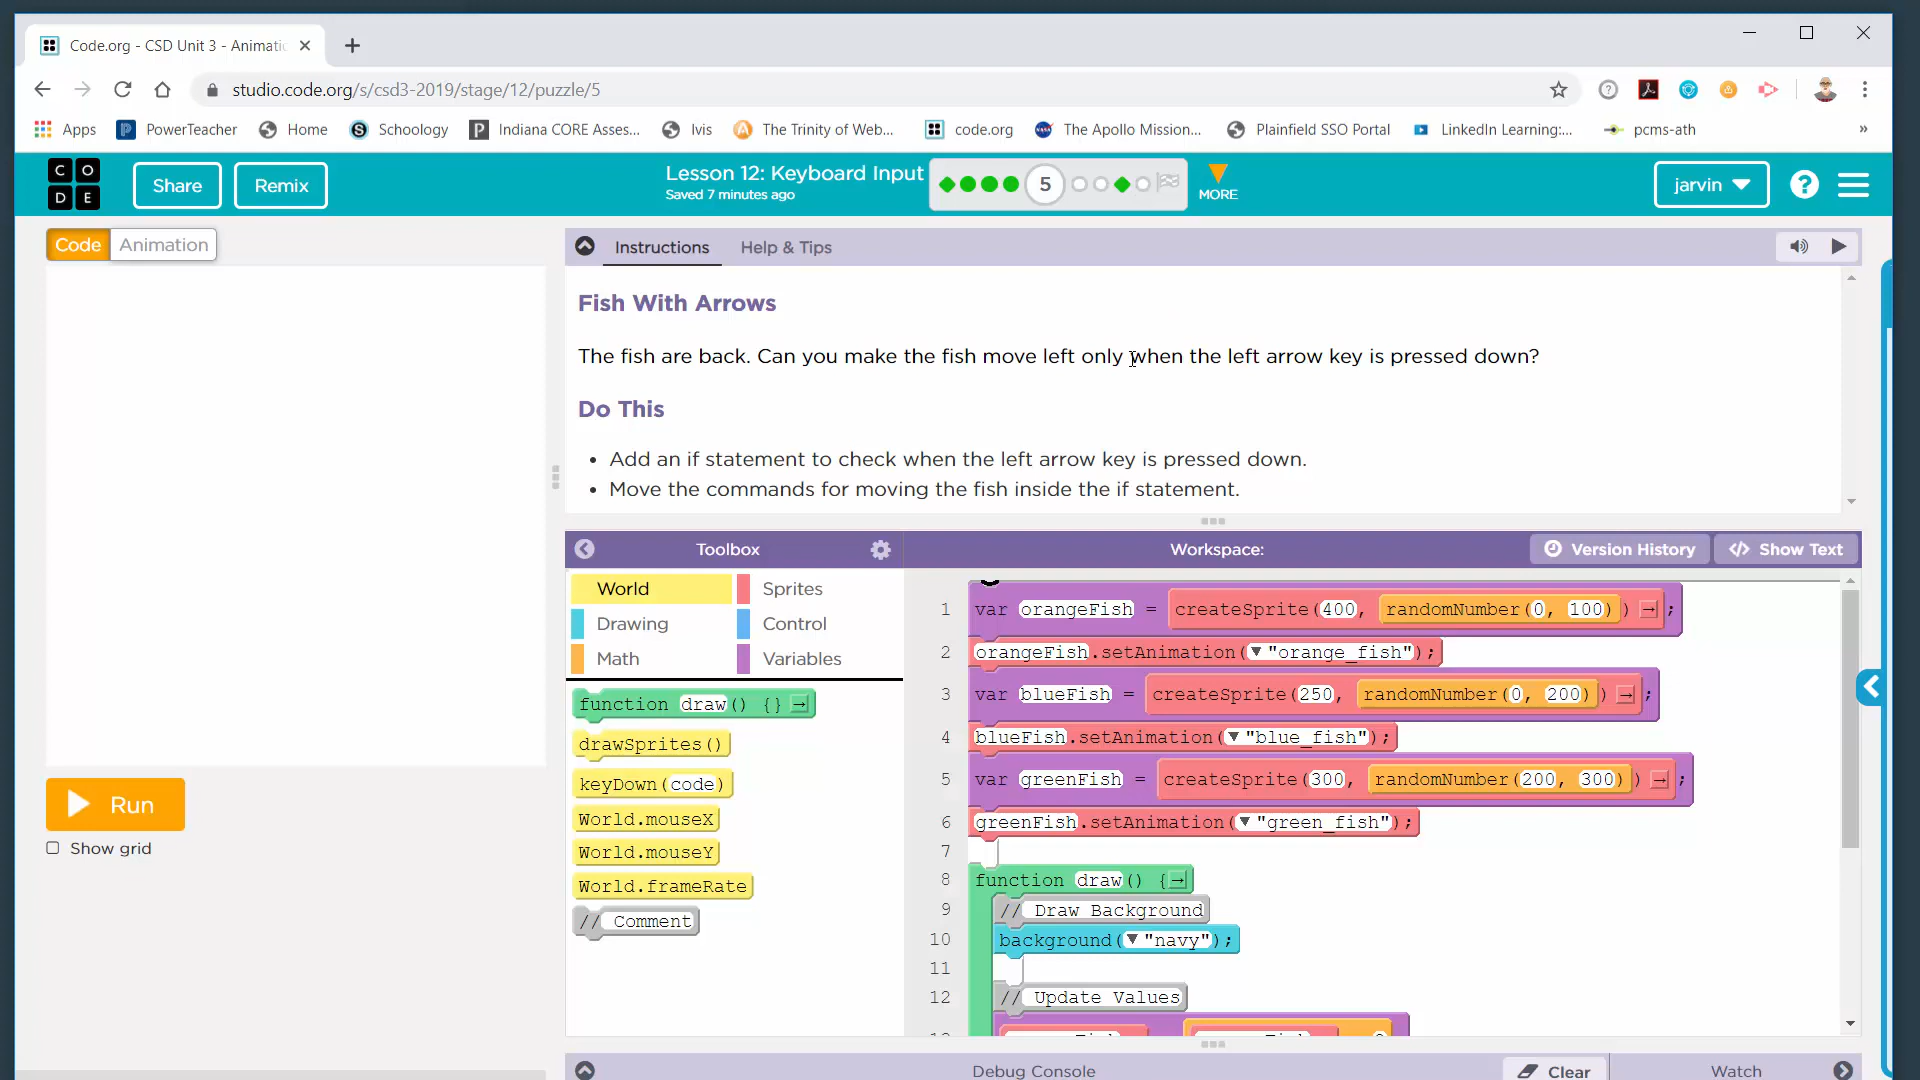 Code.org - CSD Unit 3 - Animatic
studio.code.org/s/csd3-2019/stage/12/puzzle/5
Apps PowerTeacher Home Schoology Indiana CORE Asses... Ivis The Trinity of Web... code.org The Apollo Mission... Plainfield SSO Portal LinkedIn Learning:... pcms-ath »
CODE Share Remix Lesson 12: Keyboard Input 5 MORE jarvin ?
Saved 7 minutes ago
Code Animation
Instructions Help & Tips
Fish With Arrows
The fish are back. Can you make the fish move left only when the left arrow key is pressed down?
Do This
• Add an if statement to check when the left arrow key is pressed down.
• Move the commands for moving the fish inside the if statement.
Toolbox
Workspace: Version History </> Show Text
World Sprites
Drawing Control
Math Variables
function draw() {} →
drawSprites()
keyDown(code)
World.mouseX
World.mouseY
World.frameRate
// Comment
1 var orangeFish = createSprite(400, randomNumber(0, 100)) → ;
2 orangeFish.setAnimation(▼"orange_fish");
3 var blueFish = createSprite(250, randomNumber(0, 200)) → ;
4 blueFish.setAnimation(▼"blue_fish");
5 var greenFish = createSprite(300, randomNumber(200, 300)) → ;
6 greenFish.setAnimation(▼"green_fish");
7
8 function draw() {→
9 // Draw Background
10 background(▼"navy");
11
12 // Update Values
Run
Show grid
Debug Console Clear Watch